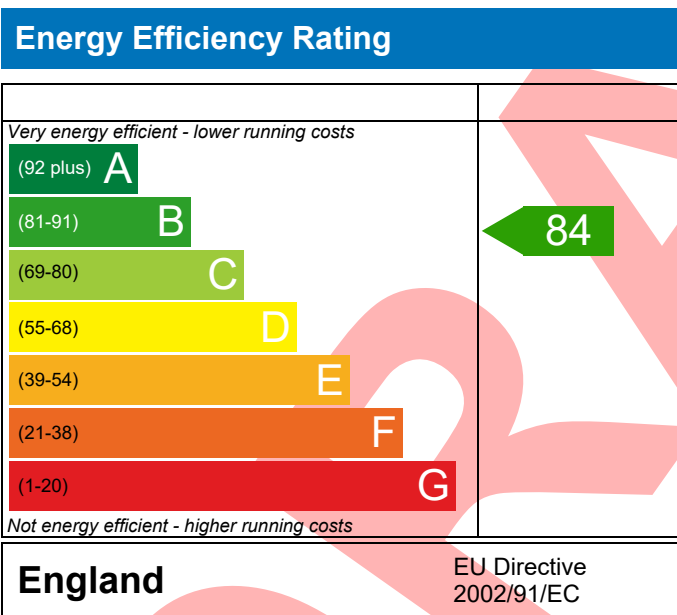 Energy Efficiency Rating
Very energy efficient - lower running costs
(92 plus) A
(81-91) B
84
(69-80) C
(55-68) D
(39-54) E
(21-38) F
(1-20) G
Not energy efficient - higher running costs
England
EU Directive
2002/91/EC